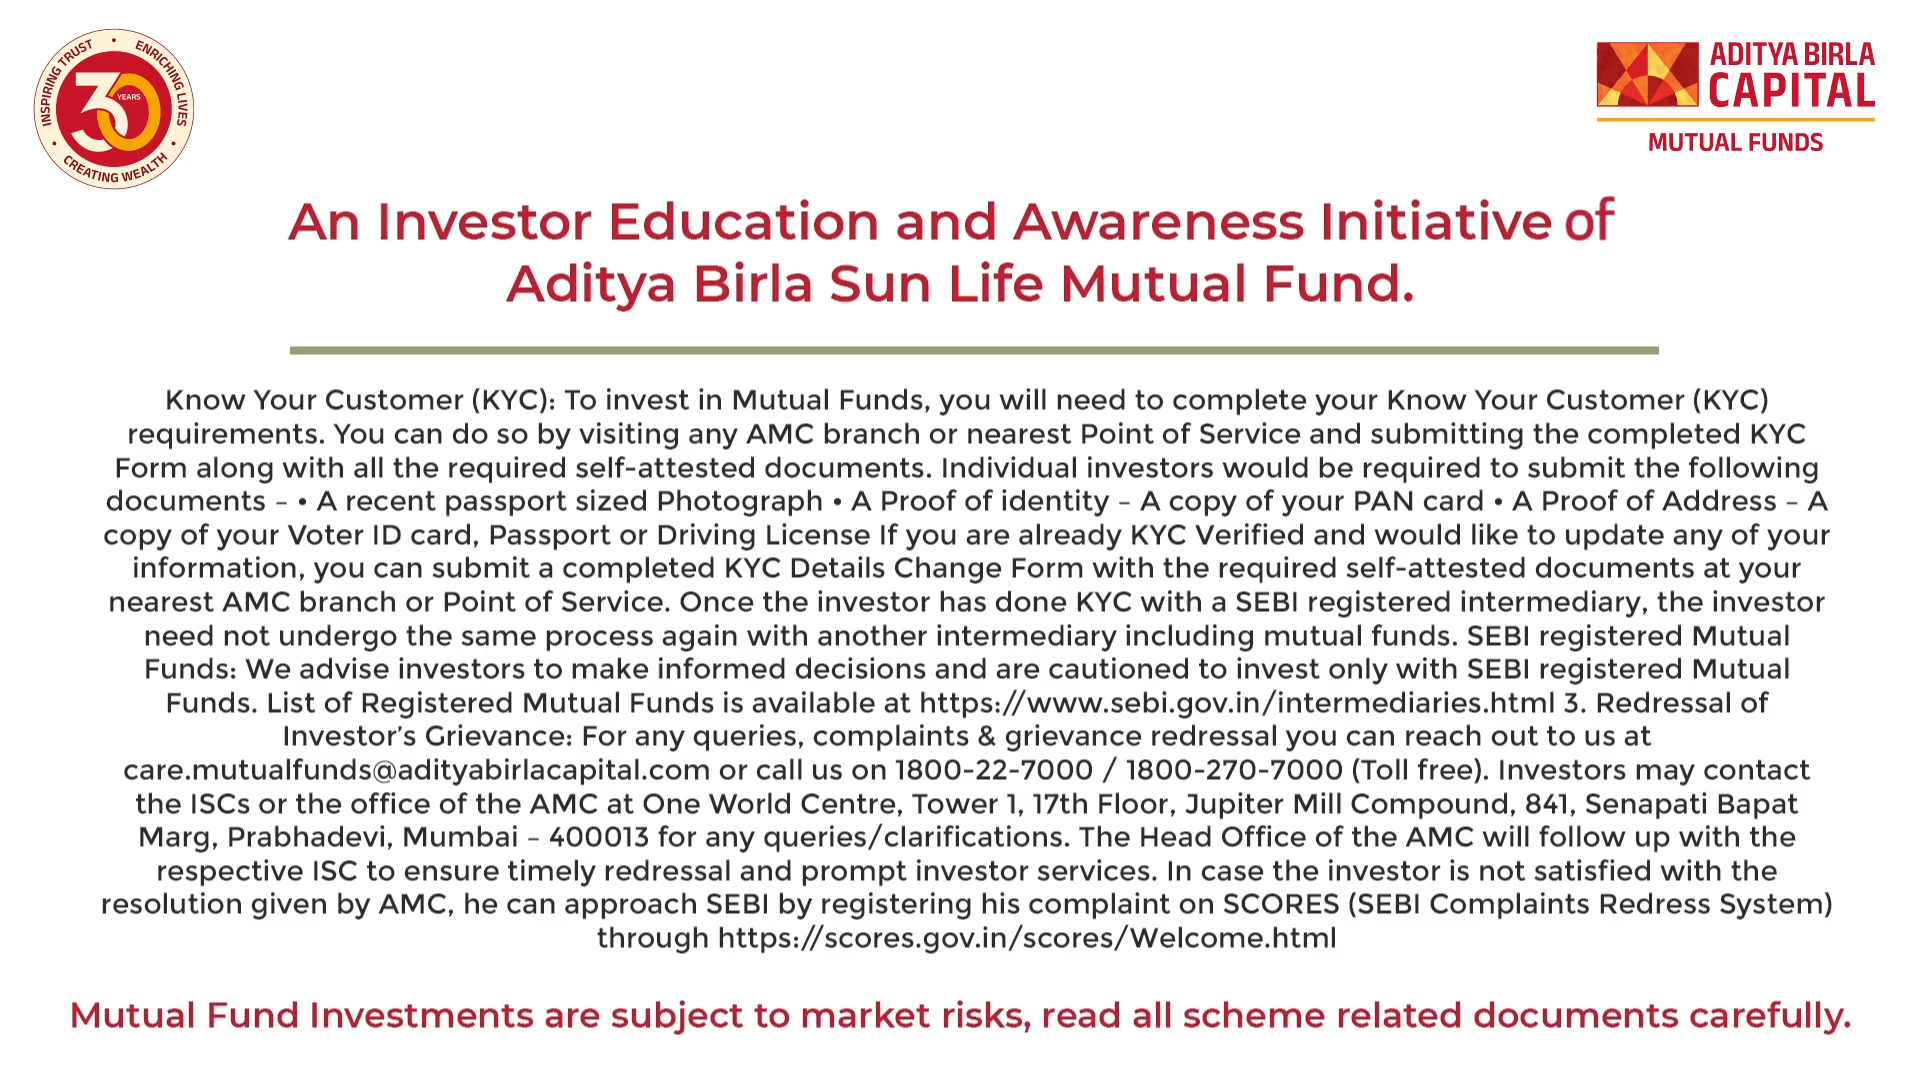 INSPIRING TRUST • ENRICHING LIVES • CREATING WEALTH •
30 YEARS
ADITYA BIRLA
CAPITAL
MUTUAL FUNDS
An Investor Education and Awareness Initiative of
Aditya Birla Sun Life Mutual Fund.
Know Your Customer (KYC): To invest in Mutual Funds, you will need to complete your Know Your Customer (KYC)
requirements. You can do so by visiting any AMC branch or nearest Point of Service and submitting the completed KYC
Form along with all the required self-attested documents. Individual investors would be required to submit the following
documents – • A recent passport sized Photograph • A Proof of identity – A copy of your PAN card • A Proof of Address – A
copy of your Voter ID card, Passport or Driving License If you are already KYC Verified and would like to update any of your
information, you can submit a completed KYC Details Change Form with the required self-attested documents at your
nearest AMC branch or Point of Service. Once the investor has done KYC with a SEBI registered intermediary, the investor
need not undergo the same process again with another intermediary including mutual funds. SEBI registered Mutual
Funds: We advise investors to make informed decisions and are cautioned to invest only with SEBI registered Mutual
Funds. List of Registered Mutual Funds is available at https://www.sebi.gov.in/intermediaries.html 3. Redressal of
Investor’s Grievance: For any queries, complaints & grievance redressal you can reach out to us at
care.mutualfunds@adityabirlacapital.com or call us on 1800-22-7000 / 1800-270-7000 (Toll free). Investors may contact
the ISCs or the office of the AMC at One World Centre, Tower 1, 17th Floor, Jupiter Mill Compound, 841, Senapati Bapat
Marg, Prabhadevi, Mumbai – 400013 for any queries/clarifications. The Head Office of the AMC will follow up with the
respective ISC to ensure timely redressal and prompt investor services. In case the investor is not satisfied with the
resolution given by AMC, he can approach SEBI by registering his complaint on SCORES (SEBI Complaints Redress System)
through https://scores.gov.in/scores/Welcome.html
Mutual Fund Investments are subject to market risks, read all scheme related documents carefully.